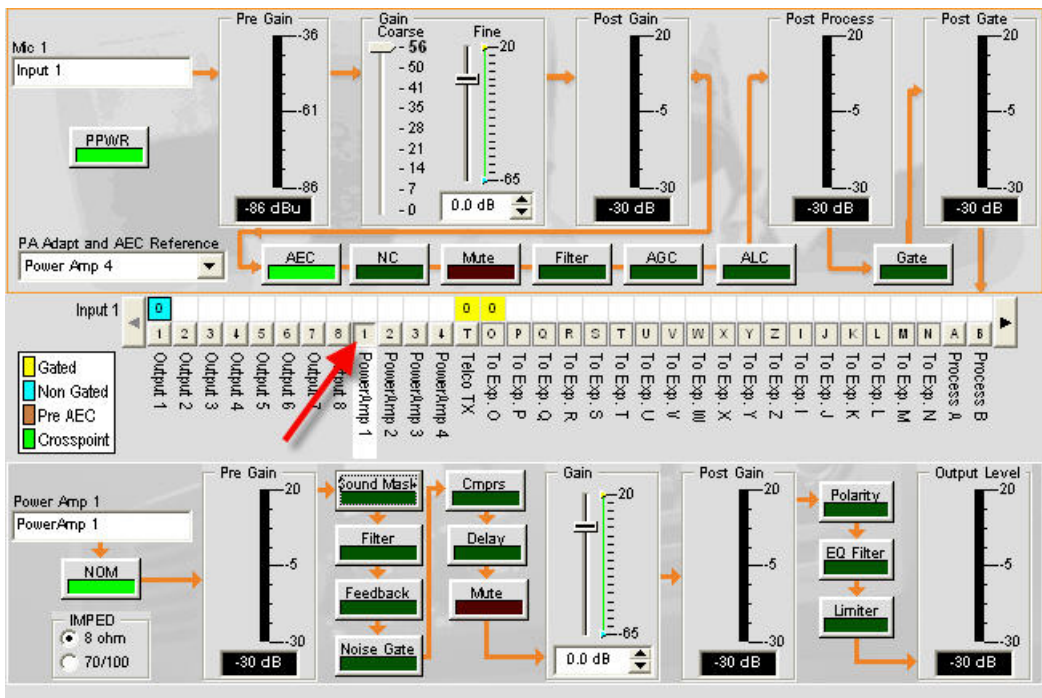 Pre Gain
Gain
Post Gain
Post Process
Post Gate
Mic 1
Input 1
PPWR
-36
-61
-86
-86 dBu
Coarse
Fine
- 56
- 50
- 41
- 35
- 28
- 21
- 14
- 7
- 0
20
-65
0.0 dB
20
-5
-30
-30 dB
20
-5
-30
-30 dB
20
-5
-30
-30 dB
PA Adapt and AEC Reference
Power Amp 4
AEC
NC
Mute
Filter
AGC
ALC
Gate
Input 1
0 0 0
1 2 3 4 5 6 7 8 1 2 3 4 T O P Q R S T U V W X Y Z I J K L M N A B
Output 1
Output 2
Output 3
Output 4
Output 5
Output 6
Output 7
Output 8
PowerAmp 1
PowerAmp 2
PowerAmp 3
PowerAmp 4
Telco TX
To Exp. O
To Exp. P
To Exp. Q
To Exp. R
To Exp. S
To Exp. T
To Exp. U
To Exp. V
To Exp. W
To Exp. X
To Exp. Y
To Exp. Z
To Exp. I
To Exp. J
To Exp. K
To Exp. L
To Exp. M
To Exp. N
Process A
Process B
Gated
Non Gated
Pre AEC
Crosspoint
Pre Gain
Gain
Post Gain
Output Level
Power Amp 1
PowerAmp 1
NOM
IMPED
8 ohm
70/100
20
-5
-30
-30 dB
Sound Mask
Filter
Feedback
Noise Gate
Cmprs
Delay
Mute
20
-65
0.0 dB
20
-5
-30
-30 dB
Polarity
EQ Filter
Limiter
20
-5
-30
-30 dB